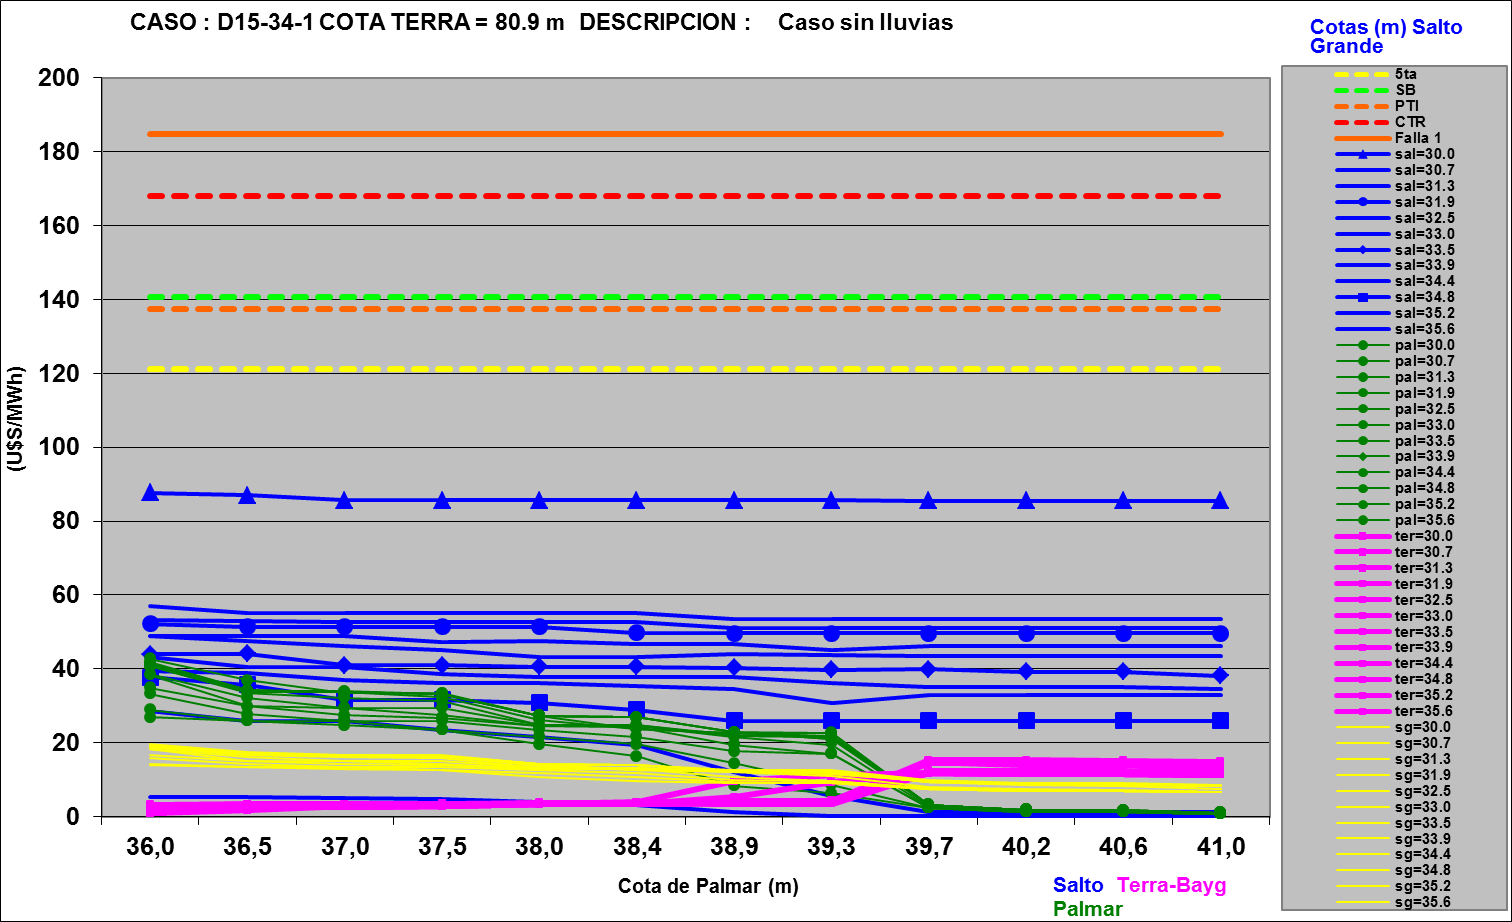 CASO : D15-34-1 COTA TERRA = 80.9 m DESCRIPCION : Caso sin lluvias
Cotas (m) Salto
Grande
200
180
160
140
120
100
80
60
40
20
0
(U$S/MWh)
36,0 36,5 37,0 37,5 38,0 38,4 38,9 39,3 39,7 40,2 40,6 41,0
Cota de Palmar (m)
Salto Terra-Bayg
Palmar
5ta
SB
PTI
CTR
Falla 1
sal=30.0
sal=30.7
sal=31.3
sal=31.9
sal=32.5
sal=33.0
sal=33.5
sal=33.9
sal=34.4
sal=34.8
sal=35.2
sal=35.6
pal=30.0
pal=30.7
pal=31.3
pal=31.9
pal=32.5
pal=33.0
pal=33.5
pal=33.9
pal=34.4
pal=34.8
pal=35.2
pal=35.6
ter=30.0
ter=30.7
ter=31.3
ter=31.9
ter=32.5
ter=33.0
ter=33.5
ter=33.9
ter=34.4
ter=34.8
ter=35.2
ter=35.6
sg=30.0
sg=30.7
sg=31.3
sg=31.9
sg=32.5
sg=33.0
sg=33.5
sg=33.9
sg=34.4
sg=34.8
sg=35.2
sg=35.6